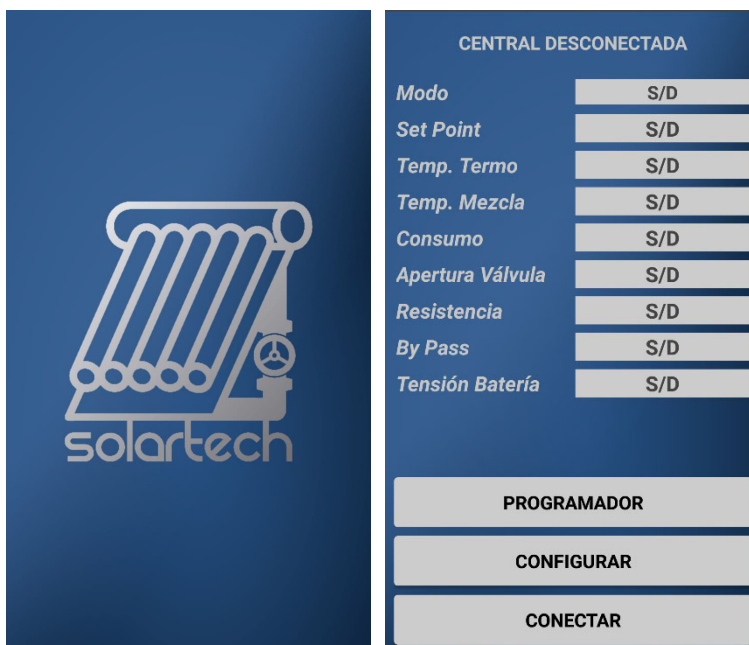 solartech
CENTRAL DESCONECTADA
Modo S/D
Set Point S/D
Temp. Termo S/D
Temp. Mezcla S/D
Consumo S/D
Apertura Válvula S/D
Resistencia S/D
By Pass S/D
Tensión Batería S/D
PROGRAMADOR
CONFIGURAR
CONECTAR